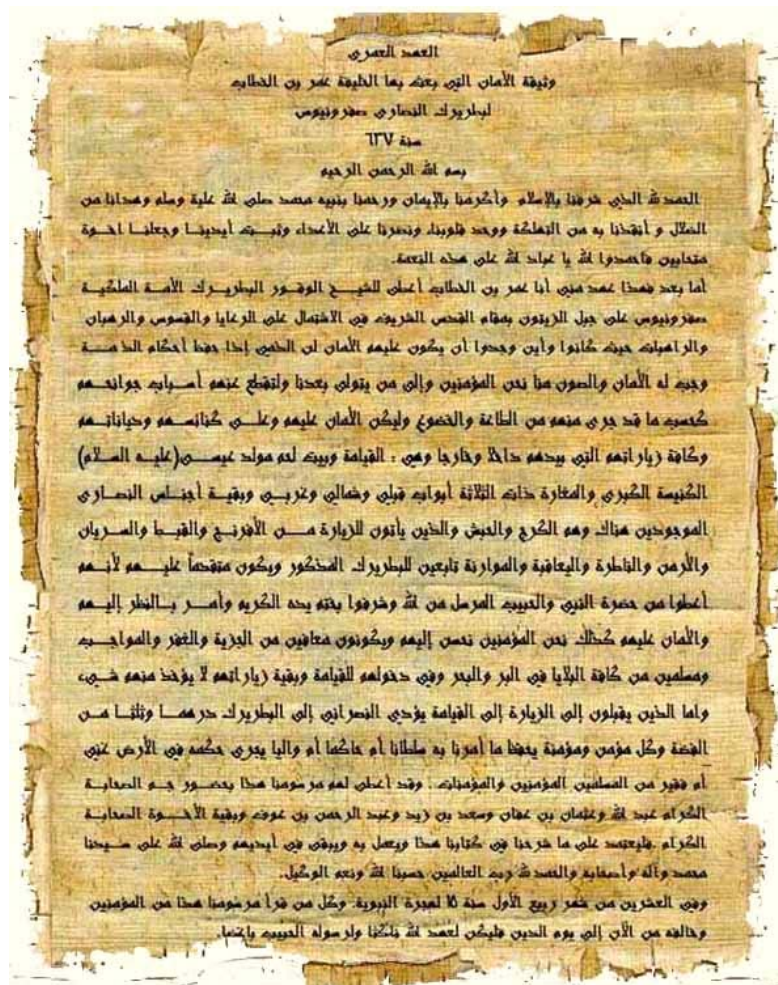 العهد العمري
وثيقة الأمان التي بعث بها الخليفة عمر بن الخطاب
لبطريرك النصارى صفرونيوس
سنة ٦٣٧
بسم الله الرحمن الرحيم
الحمد لله الذي شرفنا بالإسلام وأكرمنا بالإيمان ورحمنا بنبيه محمد صلى الله علية وسلم وهدانا من
الضلال و أنقذنا به من التهلكة ووحد قلوبنا، ونصرنا على الأعداء وثبت أيدينا وجعلنا اخوة
متحابين فاحمدوا الله يا عباد الله على هذه النعمة.
أما بعد فهذا عهد مني أنا عمر بن الخطاب أعطى للشيخ الوقور البطريرك الأمة الملكية
صفرونيوس على جبل الزيتون بمقام القدس الشريف في الاشتمال على الرعايا والقسوس والرهبان
والراهبات حيث كانوا وأين وجدوا أن يكون عليهم الأمان لان الذمي إذا حفظ أحكام الذمة
وجب له الأمان والصون منا نحن المؤمنين وإلى من يتولى بعدنا ولتقطع عنهم أسباب جوانحهم
كحسب ما قد جرى منهم من الطاعة والخضوع وليكن الأمان عليهم وعلى كنائسهم ودياناتهم
وكافة زياراتهم التي بيدهم داخلا وخارجا وهي : القيامة وبيت لحم مولد عيسى(عليه السلام)
الكنيسة الكبرى والمغارة ذات الثلاثة أبواب قبلي وشمالي وغربي وبقية أجناس النصارى
الموجودين هناك وهم الكرج والحبش والذين يأتون للزيارة من الأفرنج والقبط والسريان
والأرمن والناطرة واليعاقبة والموارنة تابعين للبطريرك المذكور ويكون متقدماً عليهم لأنهم
أعطوا من حضرة النبي والحبيب المرسل من الله وشرفوا بختم يده الكريم وأمر بالنظر إليهم
والأمان عليهم كذلك نحن المؤمنين نحسن إليهم ويكونون معافين من الجزية والغفر والمواجب
ومسلمين من كافة البلايا في البر والبحر وفي دخولهم للقيامة وبقية زياراتهم لا يؤخذ منهم شيء
واما الذين يقبلون إلى الزيارة إلى القيامة يؤدي النصراني إلى البطريرك درهما وثلثا من
الفضة وكل مؤمن ومؤمنة يحفظ ما أمرنا به سلطانا أم حاكما أم واليا يجري حكمه في الأرض غني
أم فقير من المسلمين المؤمنين والمؤمنات. وقد أعطى لهم مرسومنا هذا بحضور جم الصحابة
الكرام عبد الله وعثمان بن عفان وسعد بن زيد وعبد الرحمن بن عوف وبقية الأخوة الصحابة
الكرام .فليعتمد على ما شرحنا في كتابنا هذا ويعمل به ويبقى في أيديهم وصلى الله على سيدنا
محمد وآله وأصحابه والحمد لله رب العالمين حسبنا الله ونعم الوكيل.
وفي العشرين من شهر ربيع الأول سنة ١٥ لهجرة النبوية. وكل من قرأ مرسومنا هذا من المؤمنين
وخالفه من الآن إلى يوم الدين فليكن لعهد الله ناكثا ولرسوله الحبيب باغضا.